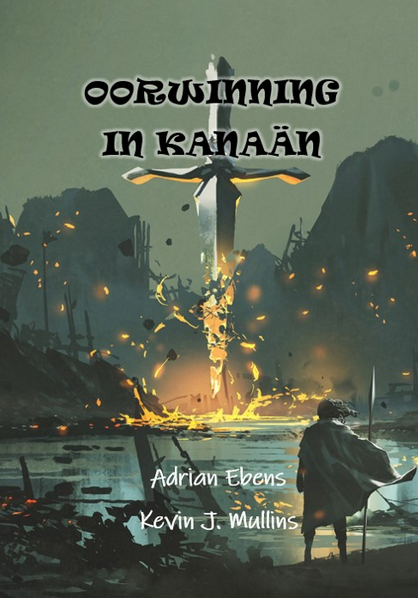 OORWINNING
IN KANAÄN
Adrian Ebens
Kevin J. Mullins